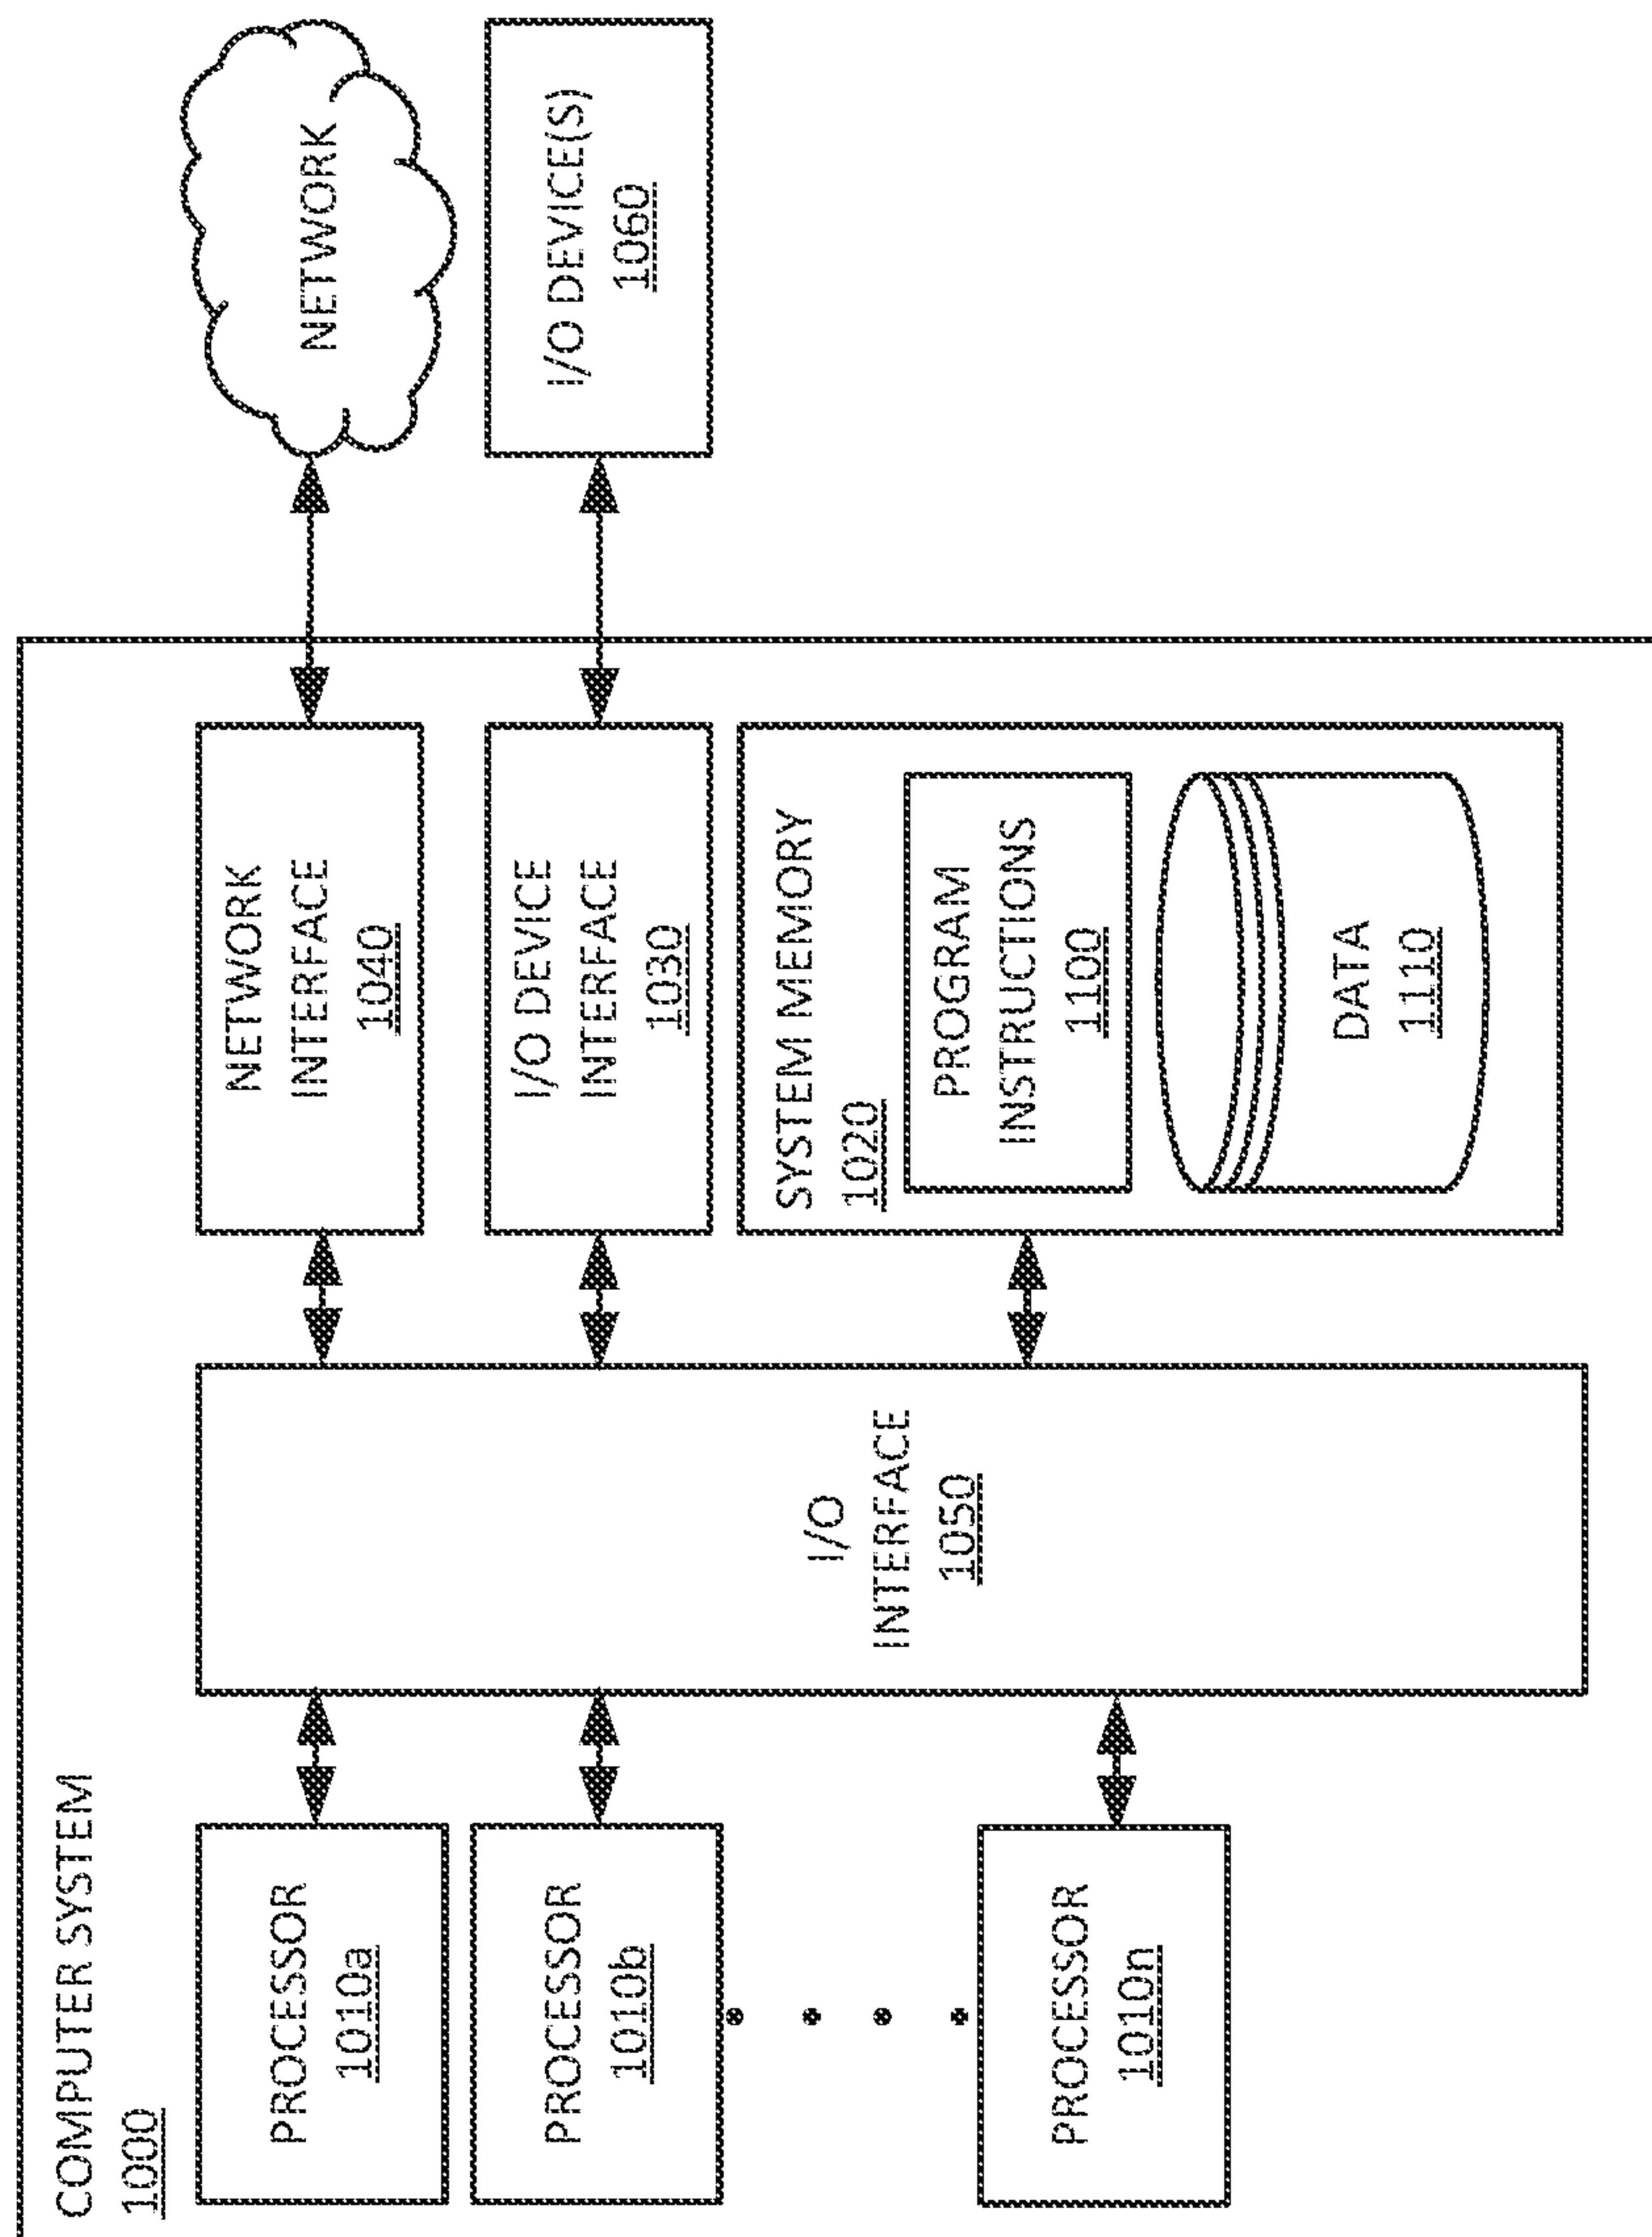 COMPUTER SYSTEM
1000
PROCESSOR
1010a
PROCESSOR
1010b
PROCESSOR
1010n
I/O
INTERFACE
1050
NETWORK
INTERFACE
1040
I/O DEVICE
INTERFACE
1030
SYSTEM MEMORY
1020
PROGRAM
INSTRUCTIONS
1100
DATA
1110
NETWORK
I/O DEVICE(S)
1060